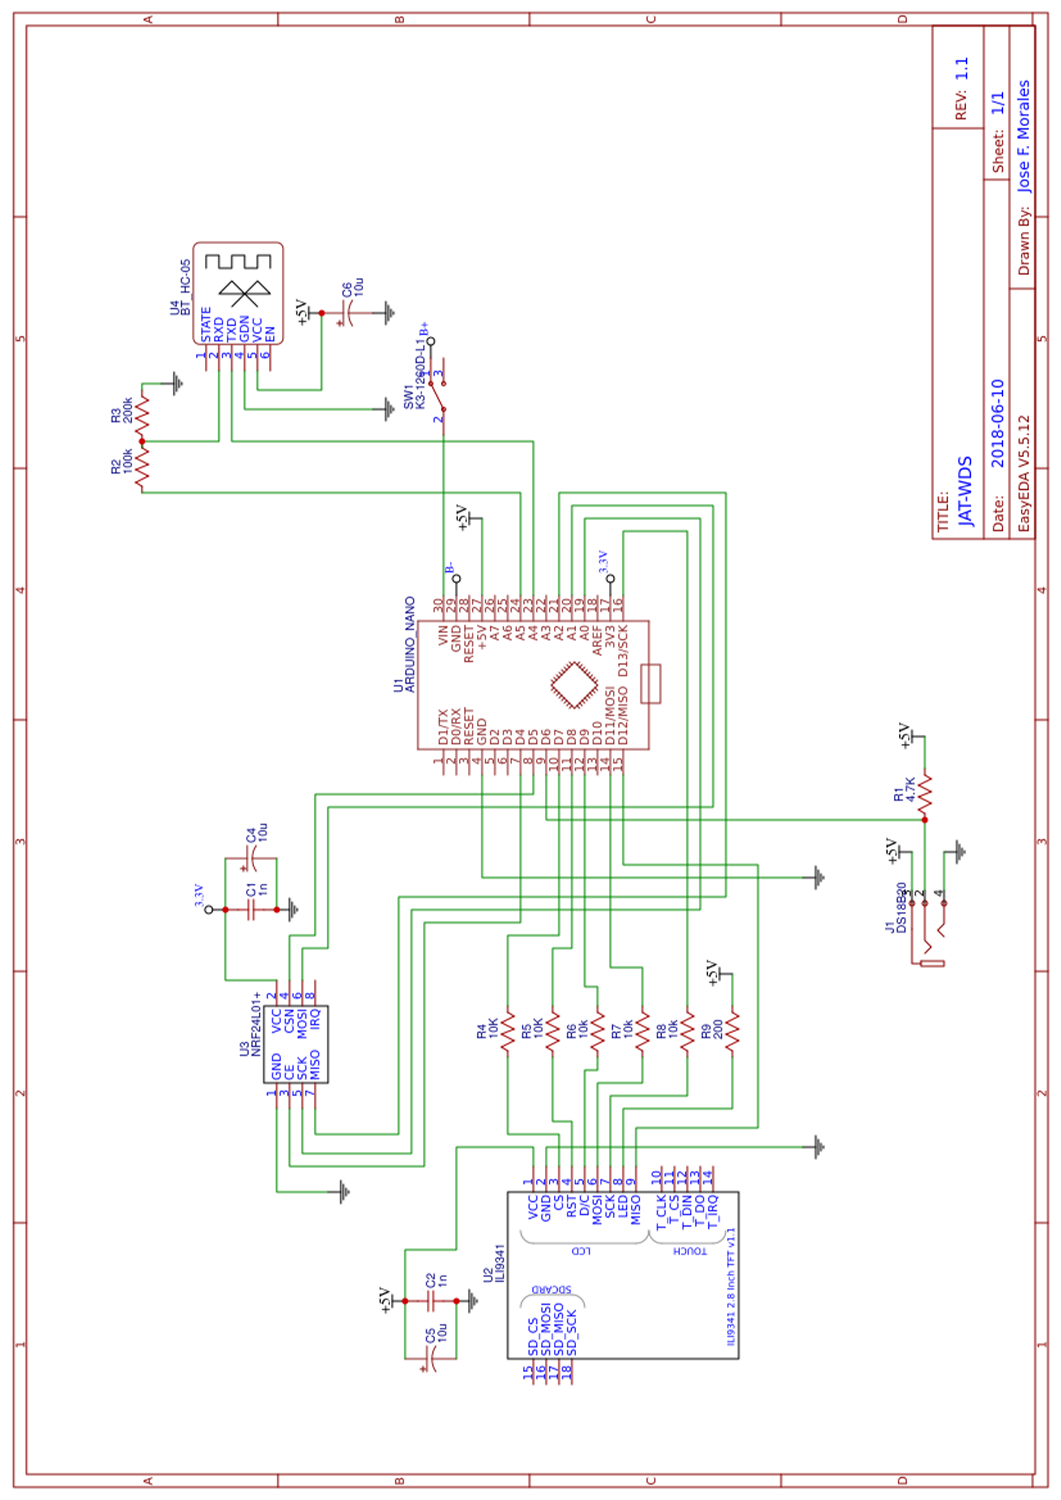 TITLE:
JAT-WDS
REV: 1.1
Date: 2018-06-10
Sheet: 1/1
EasyEDA V5.5.12
Drawn By: Jose F. Morales
A
B
C
D
A
B
C
D
1
2
3
4
5
1
2
3
4
5
U4
BT_HC-05
1 STATE
2 RXD
3 TXD
4 GDN
5 VCC
6 EN
+5V
C6
10u
R3
200k
R2
100k
SW1
K3-1260D-L1
1
2
3
B+
B-
+5V
3.3V
U1
ARDUINO_NANO
30 VIN
29 GND
28 RESET
27 +5V
26 A7
25 A6
24 A5
23 A4
22 A3
21 A2
20 A1
19 A0
18 AREF
17 3V3
16 D13/SCK
1 D1/TX
2 D0/RX
3 RESET
4 GND
5 D2
6 D3
7 D4
8 D5
9 D6
10 D7
11 D8
12 D9
13 D10
14 D11/MOSI
15 D12/MISO
+5V
R1
4.7K
+5V
J1
DS18B20
3
2
4
3.3V
C4
10u
C1
1n
U3
NRF24L01+
2 VCC
4 CSN
6 MOSI
8 IRQ
1 GND
3 CE
5 SCK
7 MISO
R4
10K
R5
10K
R6
10k
R7
10k
R8
10k
R9
200
+5V
+5V
C2
1n
C5
10u
U2
ILI9341
1 VCC
2 GND
3 CS
4 RST
5 D/C
6 MOSI
7 SCK
8 LED
9 MISO
10 T_CLK
11 T_CS
12 T_DIN
13 T_DO
14 T_IRQ
LCD
TOUCH
SDCARD
15 SD_CS
16 SD_MOSI
17 SD_MISO
18 SD_SCK
ILI9341 2.8 Inch TFT v1.1